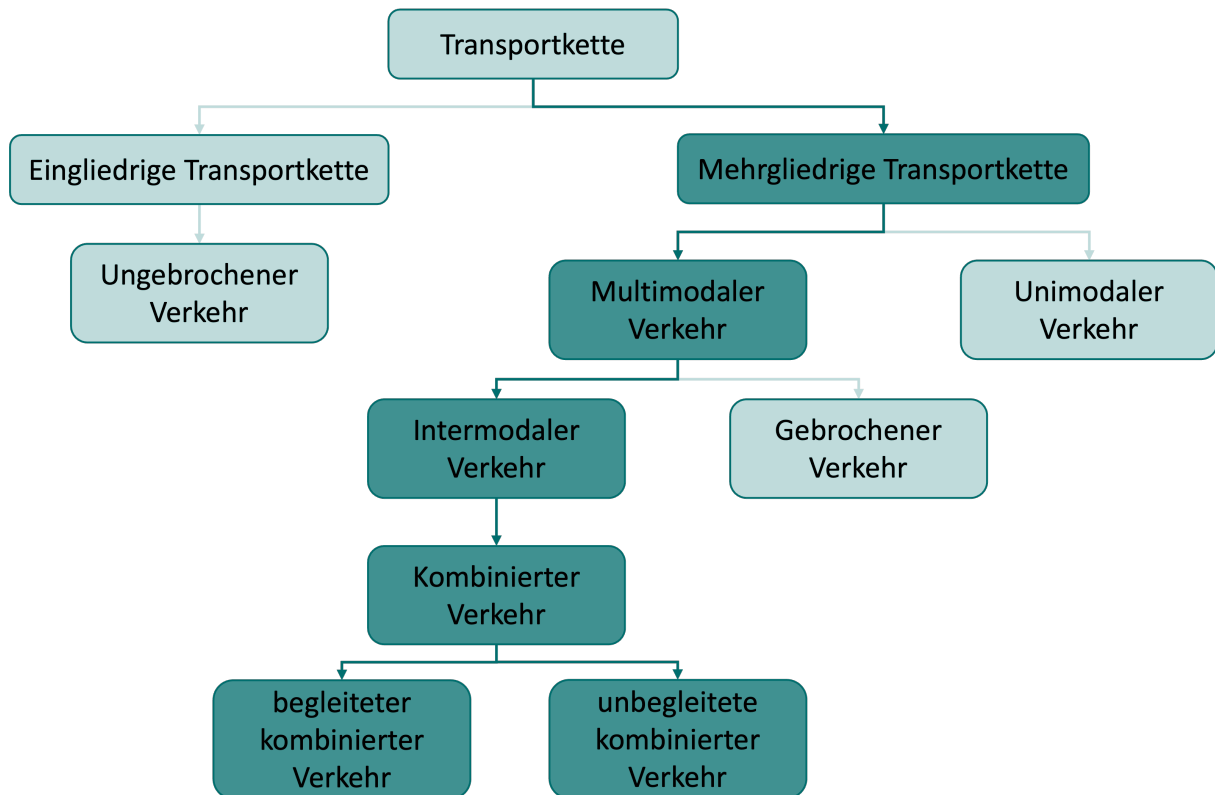 Transportkette
Eingliedrige Transportkette
Mehrgliedrige Transportkette
Ungebrochener
Verkehr
Multimodaler
Verkehr
Unimodaler
Verkehr
Intermodaler
Verkehr
Gebrochener
Verkehr
Kombinierter
Verkehr
begleiteter
kombinierter
Verkehr
unbegleitete
kombinierter
Verkehr